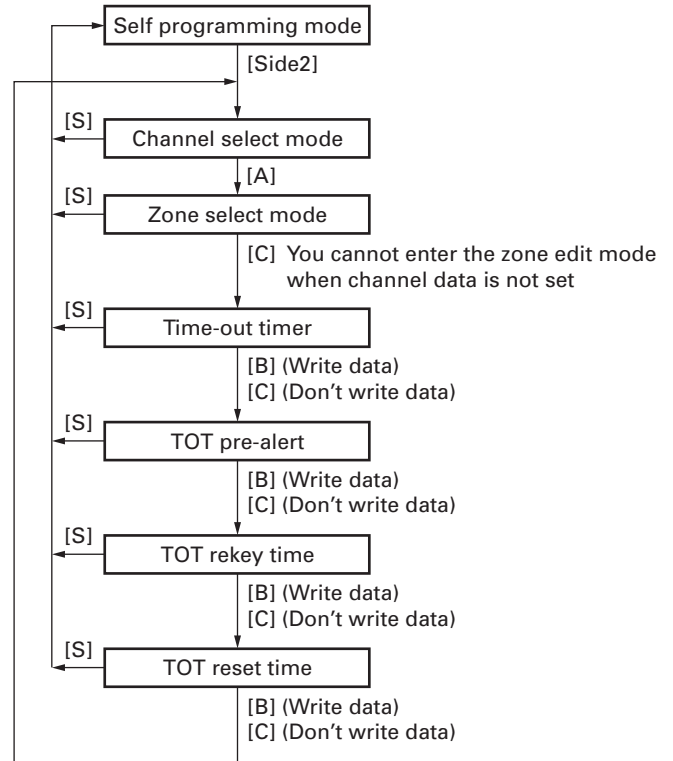 Self programming mode
[Side2]
[S]
Channel select mode
[A]
[S]
Zone select mode
[C] You cannot enter the zone edit mode
when channel data is not set
[S]
Time-out timer
[B] (Write data)
[C] (Don't write data)
[S]
TOT pre-alert
[B] (Write data)
[C] (Don't write data)
[S]
TOT rekey time
[B] (Write data)
[C] (Don't write data)
[S]
TOT reset time
[B] (Write data)
[C] (Don't write data)